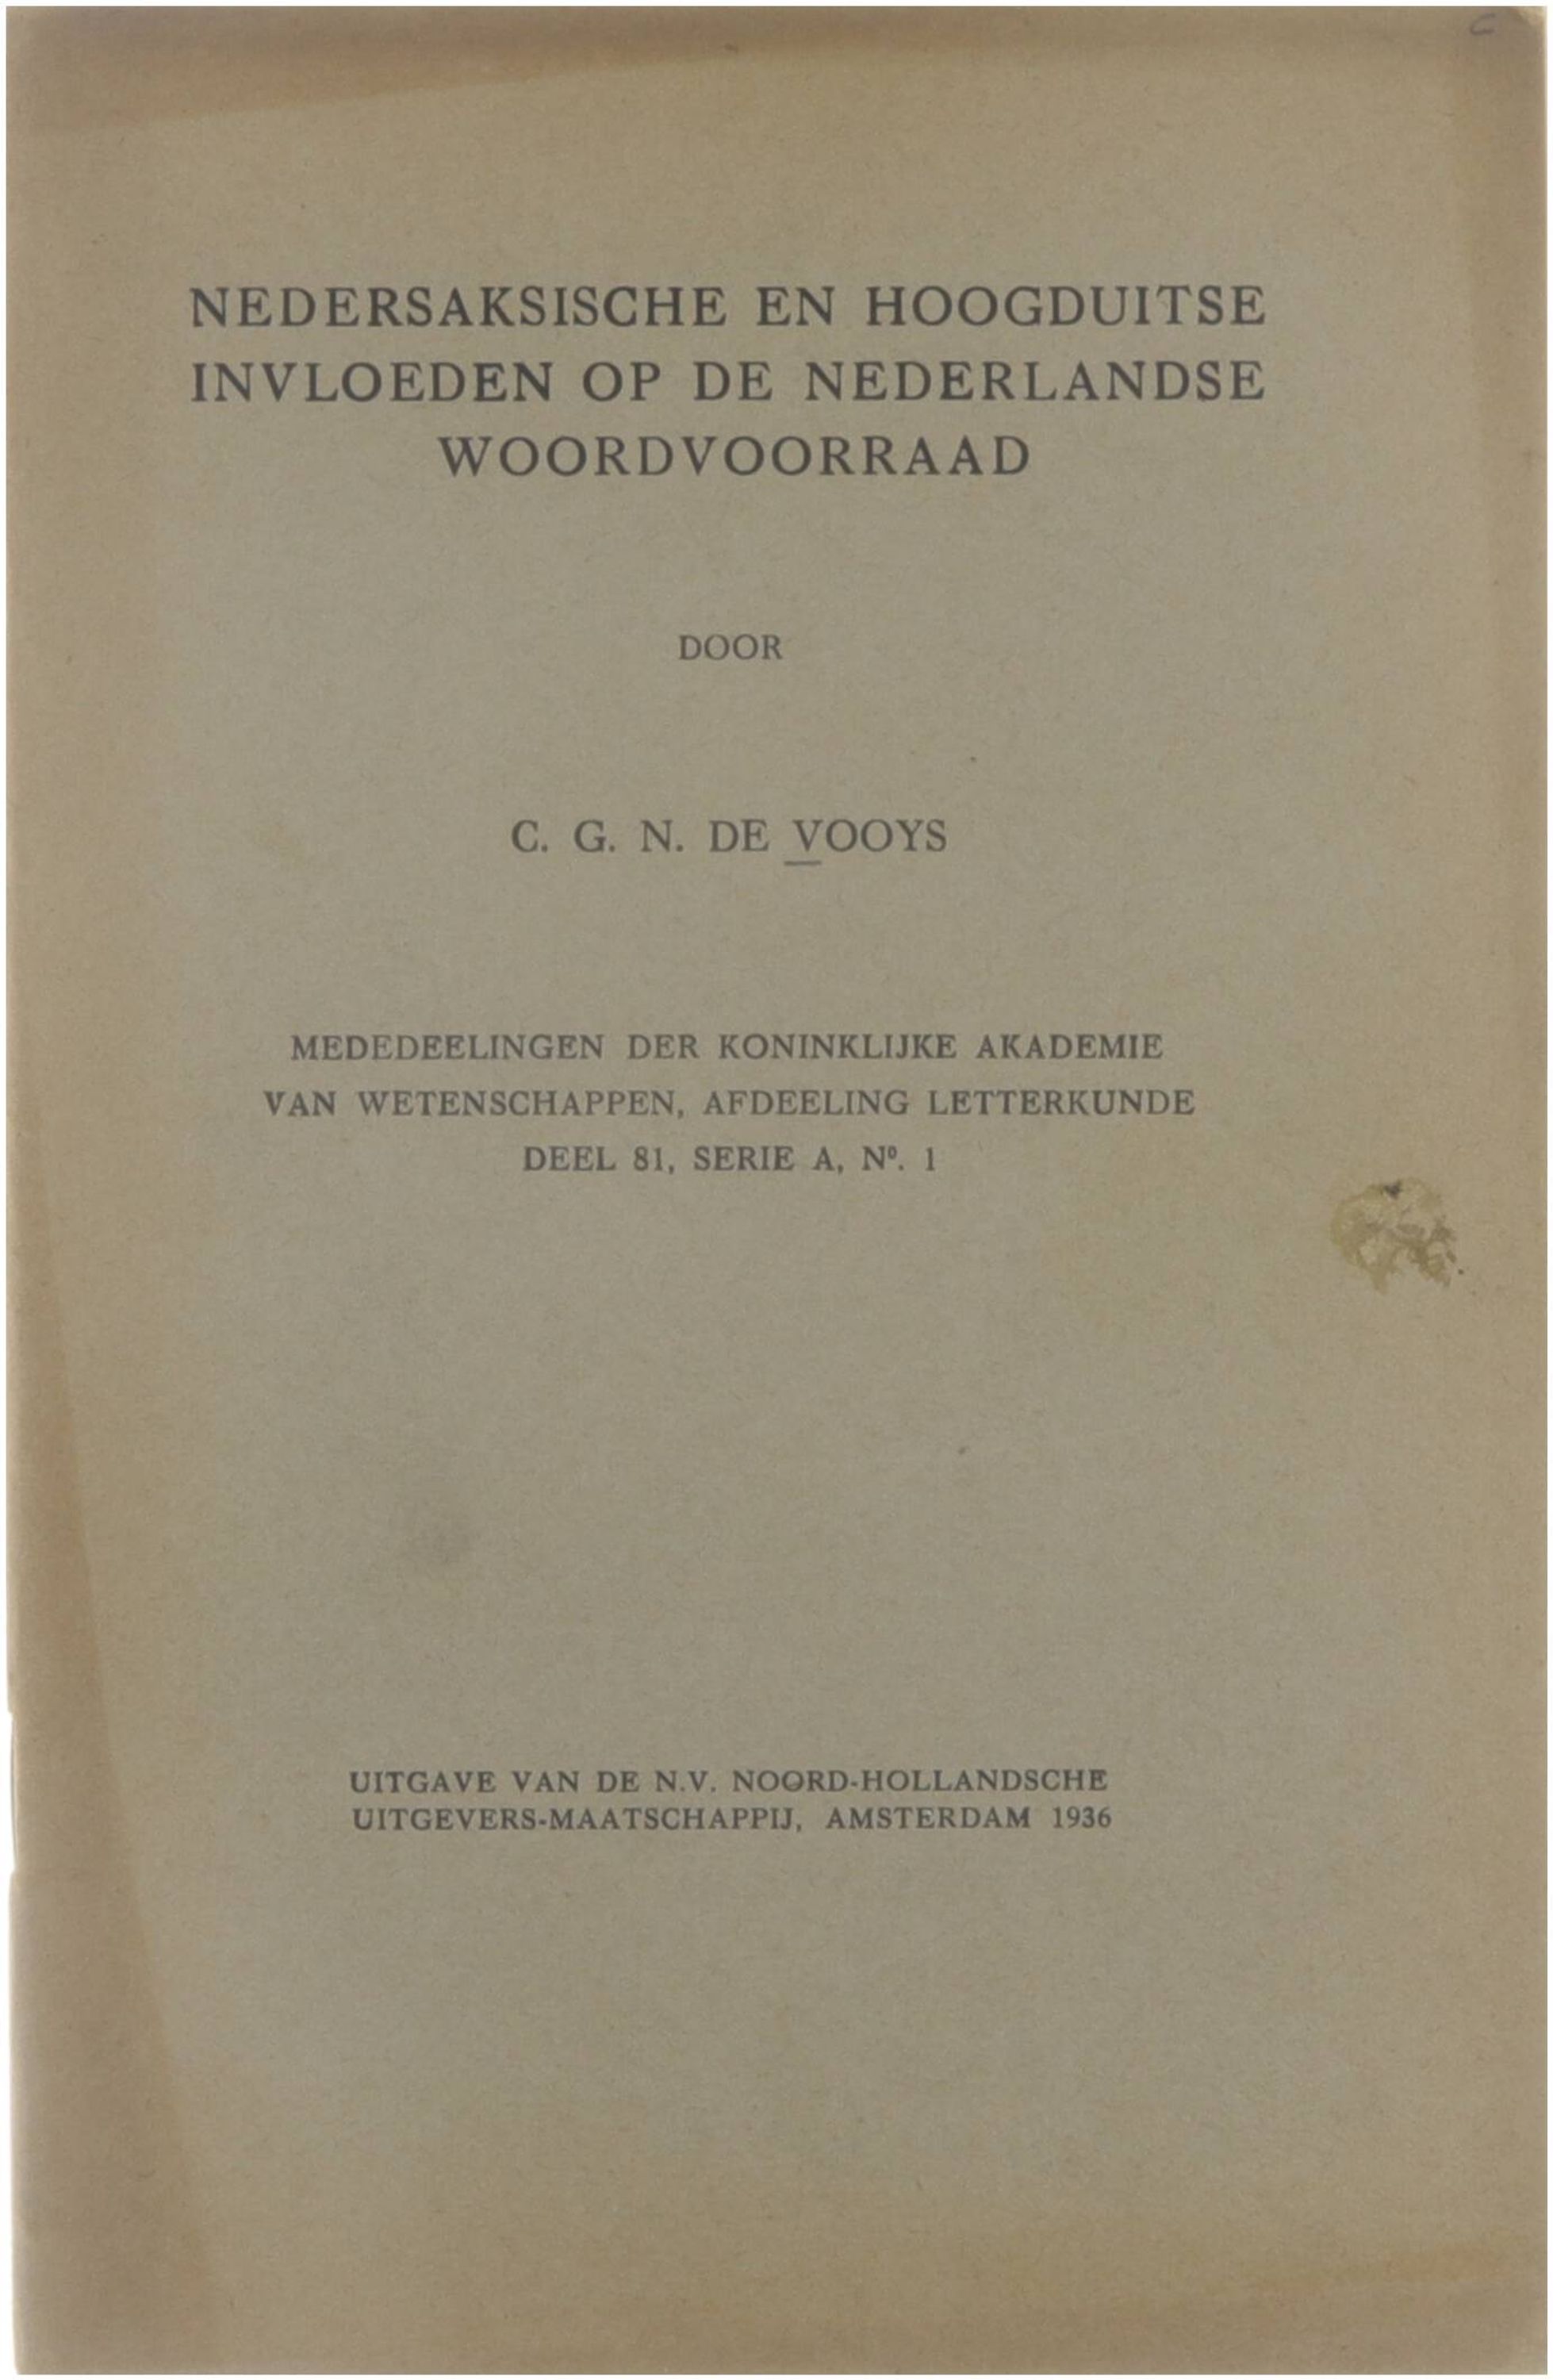 C
NEDERSAKSISCHE EN HOOGDUITSE
INVLOEDEN OP DE NEDERLANDSE
WOORDVOORRAAD
DOOR
C. G. N. DE VOOYS
MEDEDEELINGEN DER KONINKLIJKE AKADEMIE
VAN WETENSCHAPPEN, AFDEELING LETTERKUNDE
DEEL 81, SERIE A, Nº. 1
UITGAVE VAN DE N.V. NOORD-HOLLANDSCHE
UITGEVERS-MAATSCHAPPIJ, AMSTERDAM 1936